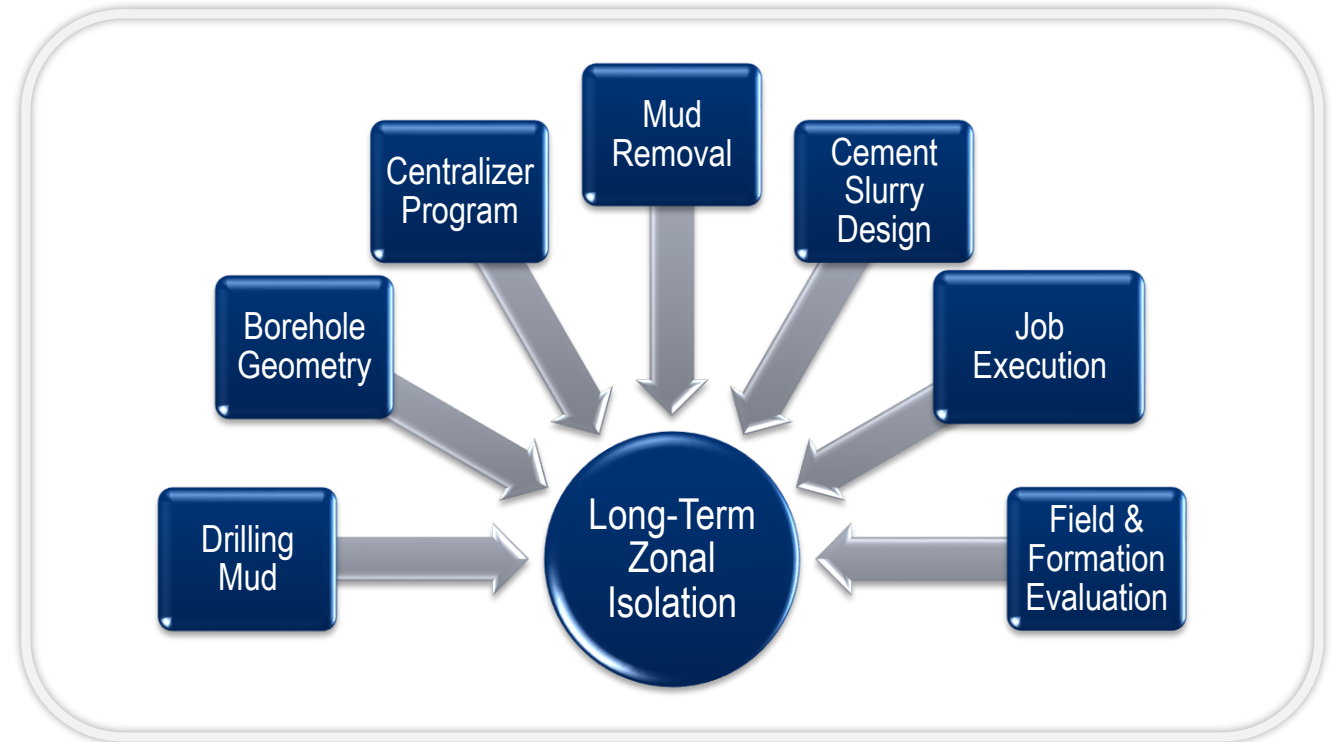 Mud
Removal
Centralizer
Program
Cement
Slurry
Design
Borehole
Geometry
Job
Execution
Drilling
Mud
Long-Term
Zonal
Isolation
Field &
Formation
Evaluation